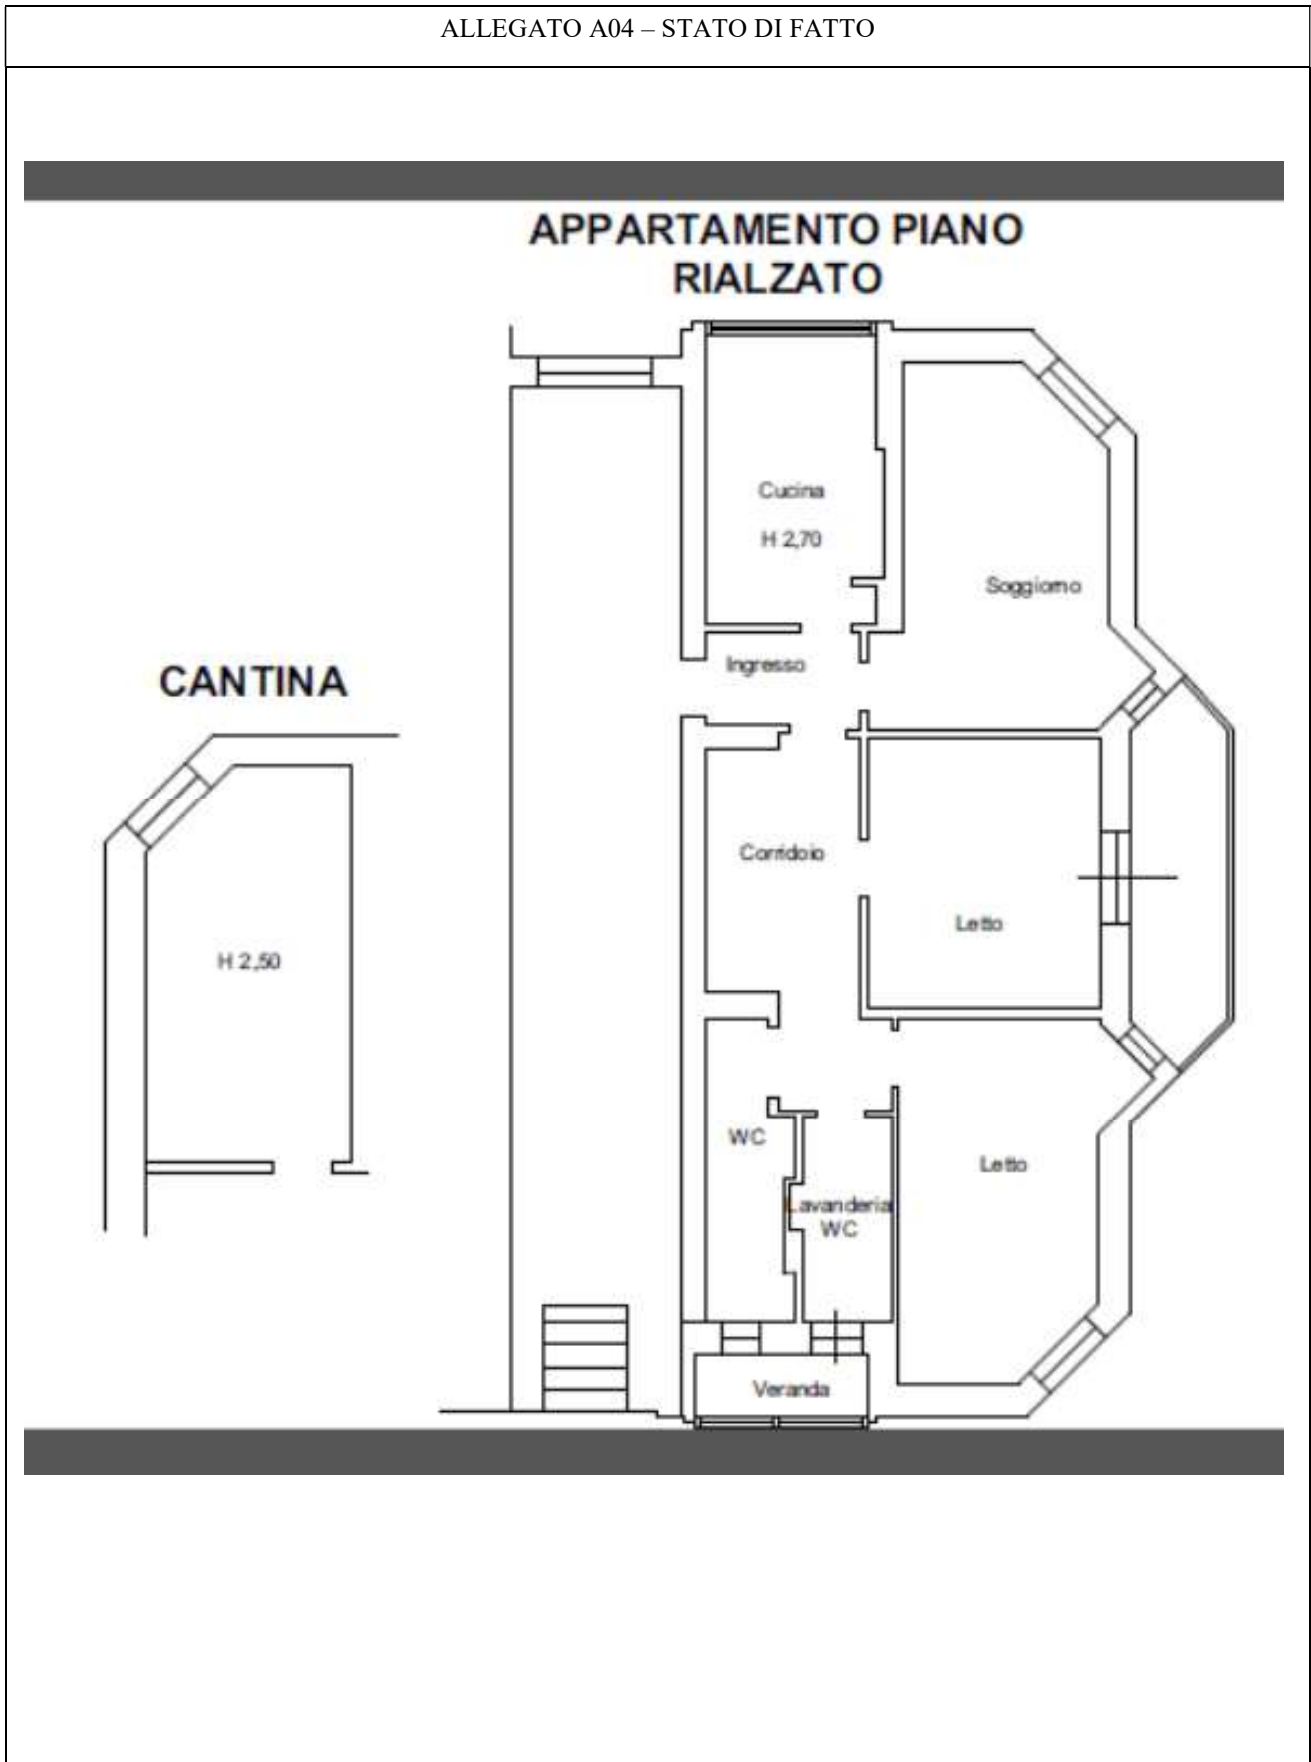 ALLEGATO A04 – STATO DI FATTO
APPARTAMENTO PIANO
RIALZATO
Cucina
H 2,70
Soggiorno
Ingresso
CANTINA
Corridoio
Letto
H 2,50
WC
Letto
Lavanderia
WC
Veranda